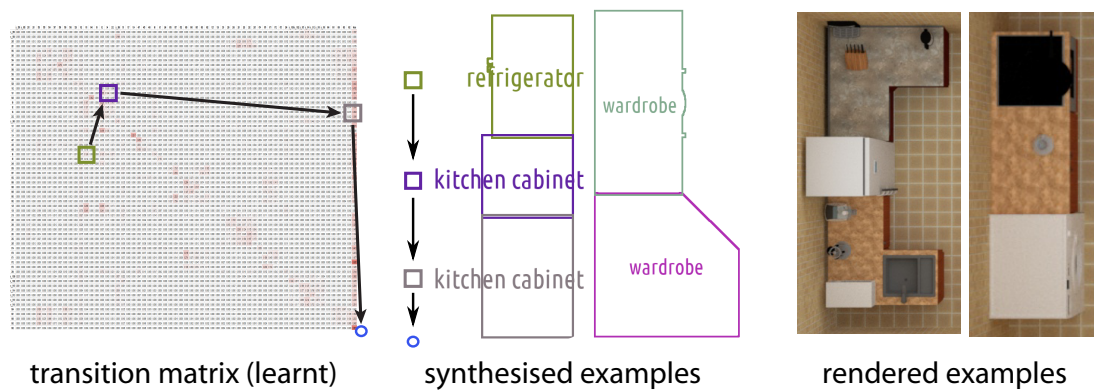 refrigerator
wardrobe
kitchen cabinet
kitchen cabinet
wardrobe
transition matrix (learnt)
synthesised examples
rendered examples